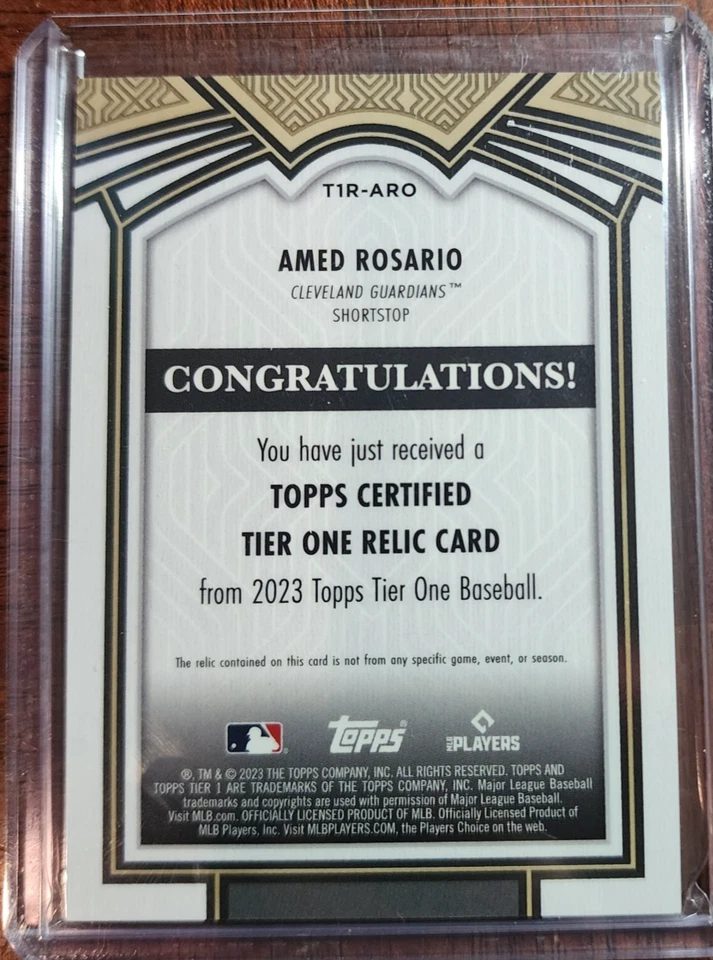 T1R-ARO
AMED ROSARIO
CLEVELAND GUARDIANS™
SHORTSTOP
CONGRATULATIONS!
You have just received a
TOPPS CERTIFIED
TIER ONE RELIC CARD
from 2023 Topps Tier One Baseball.
The relic contained on this card is not from any specific game, event, or season.
topps® MLB PLAYERS
®, TM & © 2023 THE TOPPS COMPANY, INC. ALL RIGHTS RESERVED. TOPPS AND
TOPPS TIER 1 ARE TRADEMARKS OF THE TOPPS COMPANY, INC. Major League Baseball
trademarks and copyrights are used with permission of Major League Baseball.
Visit MLB.com. OFFICIALLY LICENSED PRODUCT OF MLB. Officially Licensed Product of
MLB Players, Inc. Visit MLBPLAYERS.COM, the Players Choice on the web.